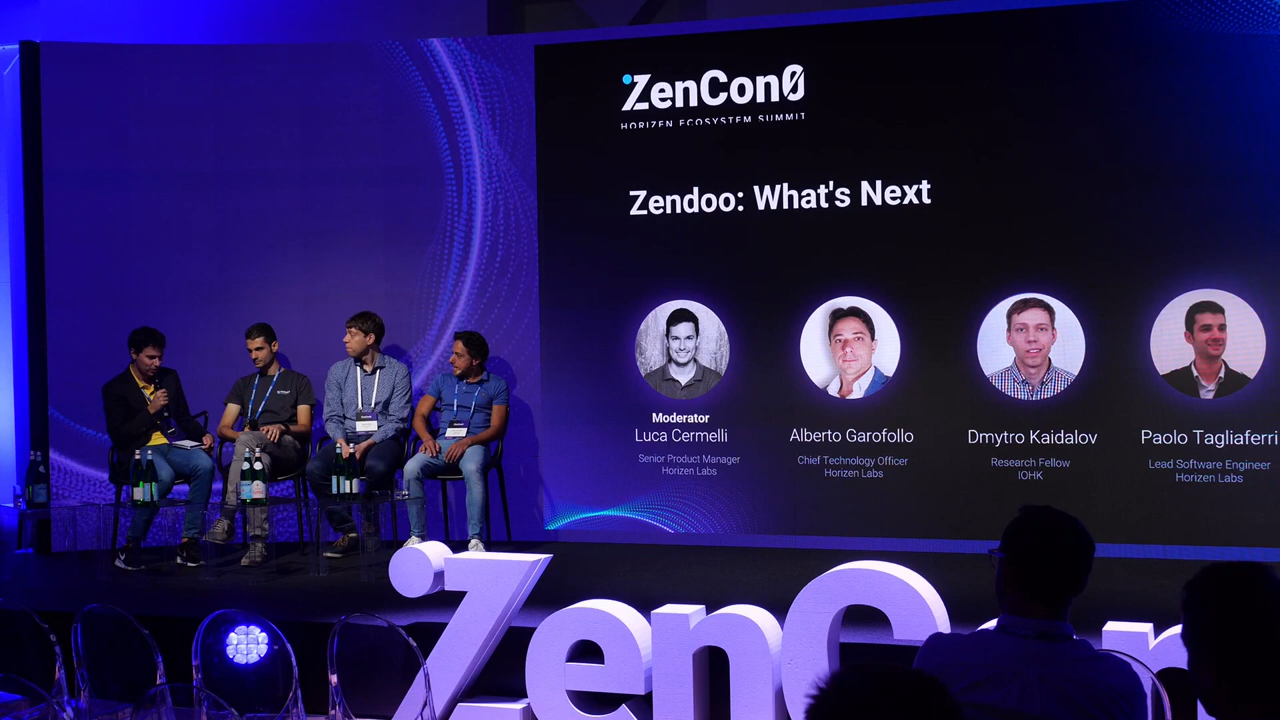 ZenCon0
HORIZEN ECOSYSTEM SUMMIT
Zendoo: What's Next
Moderator
Luca Cermelli
Senior Product Manager
Horizen Labs
Alberto Garofollo
Chief Technology Officer
Horizen Labs
Dmytro Kaidalov
Research Fellow
IOHK
Paolo Tagliaferri
Lead Software Engineer
Horizen Labs
ZenCon